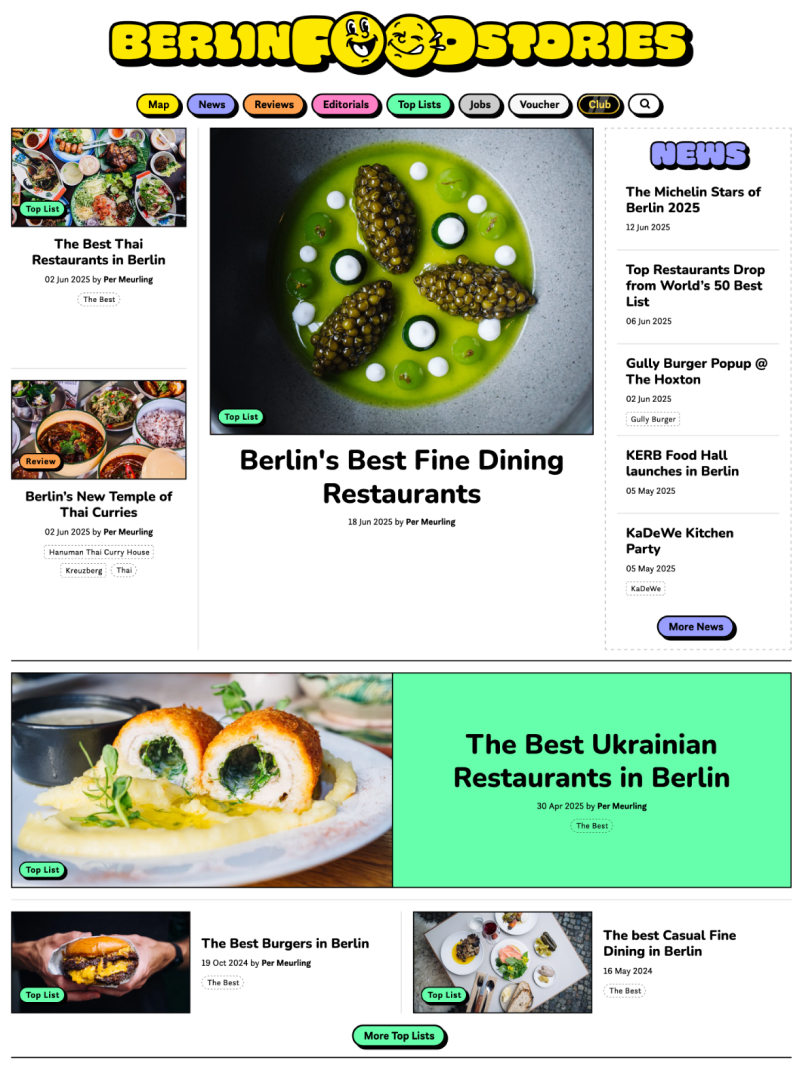 BERLIN FOODSTORIES
Map
News
Reviews
Editorials
Top Lists
Jobs
Voucher
Club
Top List
The Best Thai
Restaurants in Berlin
02 Jun 2025 by Per Meurling
The Best
Review
Berlin’s New Temple of
Thai Curries
02 Jun 2025 by Per Meurling
Hanuman Thai Curry House
Kreuzberg
Thai
Top List
Berlin's Best Fine Dining
Restaurants
18 Jun 2025 by Per Meurling
NEWS
The Michelin Stars of
Berlin 2025
12 Jun 2025
Top Restaurants Drop
from World’s 50 Best
List
06 Jun 2025
Gully Burger Popup @
The Hoxton
02 Jun 2025
Gully Burger
KERB Food Hall
launches in Berlin
05 May 2025
KaDeWe Kitchen
Party
05 May 2025
KaDeWe
More News
Top List
The Best Ukrainian
Restaurants in Berlin
30 Apr 2025 by Per Meurling
The Best
Top List
The Best Burgers in Berlin
19 Oct 2024 by Per Meurling
The Best
Top List
The best Casual Fine
Dining in Berlin
16 May 2024
The Best
More Top Lists